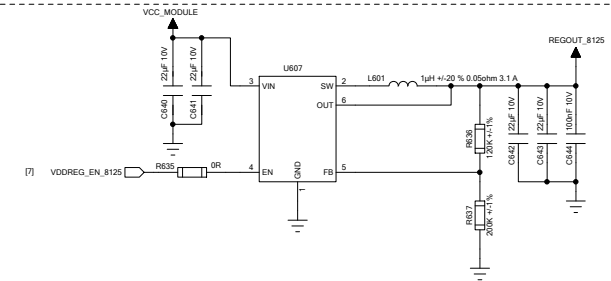 VCC_MODULE
REGOUT_8125
22µF 10V
C640
22µF 10V
C641
U607
3 VIN
SW 2
OUT 6
L601 1µH +/-20 % 0.05ohm 3.1 A
R636
120K +/-1%
C642
22µF 10V
C643
22µF 10V
C644
100nF 10V
[7] VDDREG_EN_8125 R635 0R
4 EN
FB 5
GND
1
R637
200K +/-1%